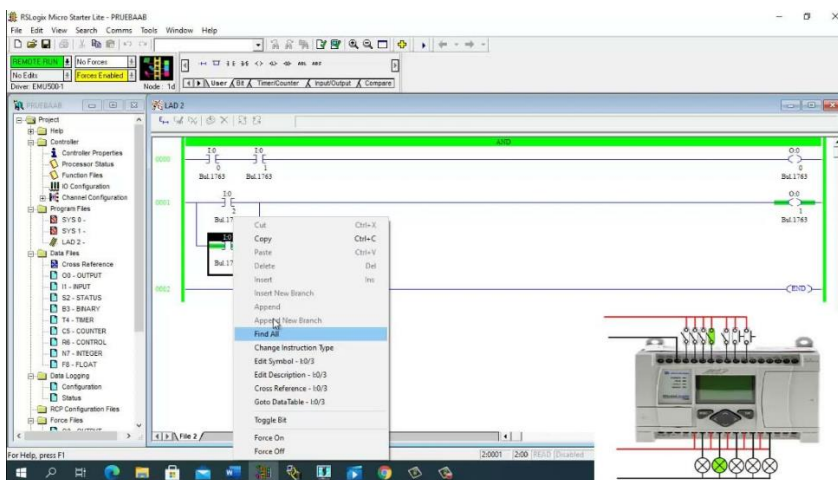 RSLogix Micro Starter Lite - PRUEBAAB
File Edit View Search Comms Tools Window Help
REMOTE RUN No Forces
No Edits Forces Enabled
Driver: EMU500-1 Node: 1d
User Bit Timer/Counter Input/Output Compare
PRUEBAAB
LAD 2
Project
Help
Controller
Controller Properties
Processor Status
Function Files
IO Configuration
Channel Configuration
Program Files
SYS 0 -
SYS 1 -
LAD 2 -
Data Files
Cross Reference
O0 - OUTPUT
I1 - INPUT
S2 - STATUS
B3 - BINARY
T4 - TIMER
C5 - COUNTER
R6 - CONTROL
N7 - INTEGER
F8 - FLOAT
Data Logging
Configuration
Status
RCP Configuration Files
Force Files
O0 - OUTPUT
AND
0000
I:0 I:0 O:0
0 1 0
Bul.1763 Bul.1763 Bul.1763
0001
I:0 O:0
2 1
Bul.17 Bul.1763
I:0
Bul.17
0002
END
Cut Ctrl+X
Copy Ctrl+C
Paste Ctrl+V
Delete Del
Insert Ins
Insert New Branch
Append
Append New Branch
Find All
Change Instruction Type
Edit Symbol - I:0/3
Edit Description - I:0/3
Cross Reference - I:0/3
Goto DataTable - I:0/3
Toggle Bit
Force On
Force Off
File 2
For Help, press F1
2:0001 2:00 READ Disabled